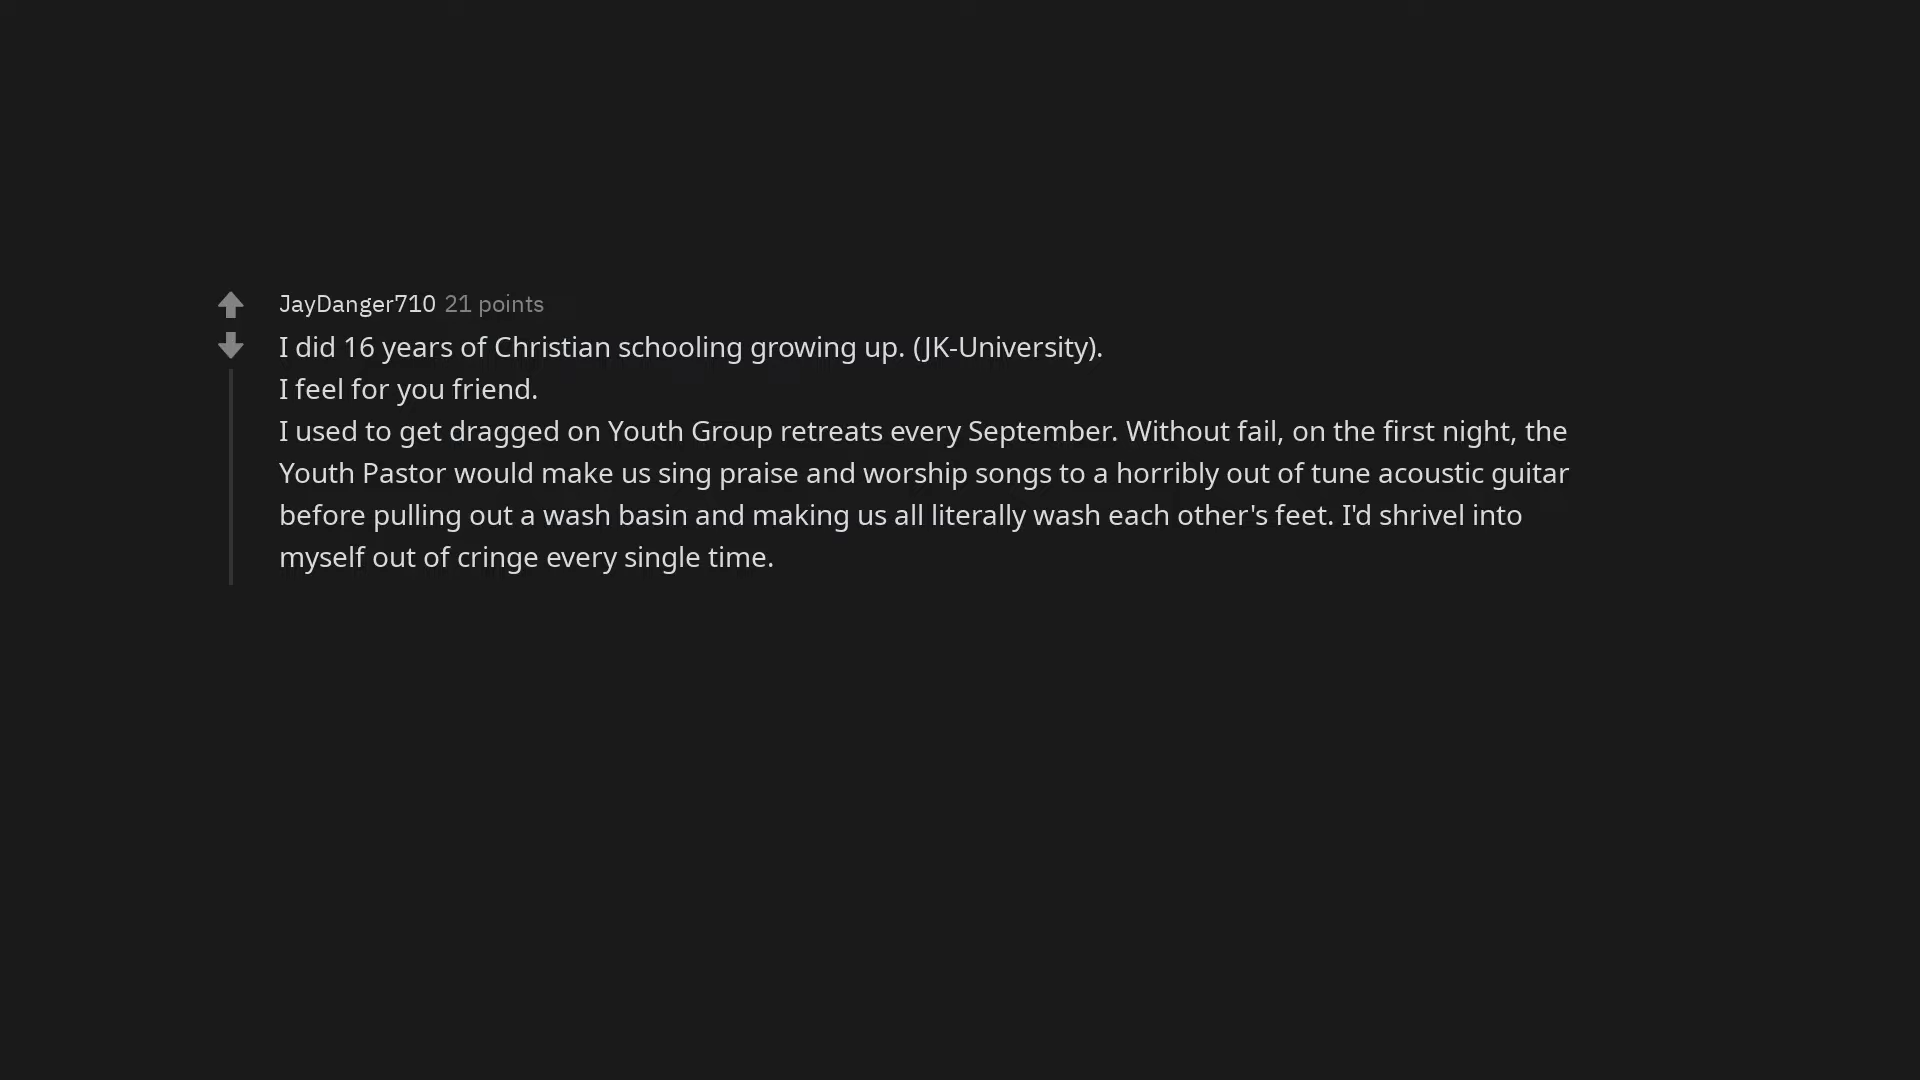 JayDanger710 21 points
I did 16 years of Christian schooling growing up. (JK-University).
I feel for you friend.
I used to get dragged on Youth Group retreats every September. Without fail, on the first night, the
Youth Pastor would make us sing praise and worship songs to a horribly out of tune acoustic guitar
before pulling out a wash basin and making us all literally wash each other's feet. I'd shrivel into
myself out of cringe every single time.